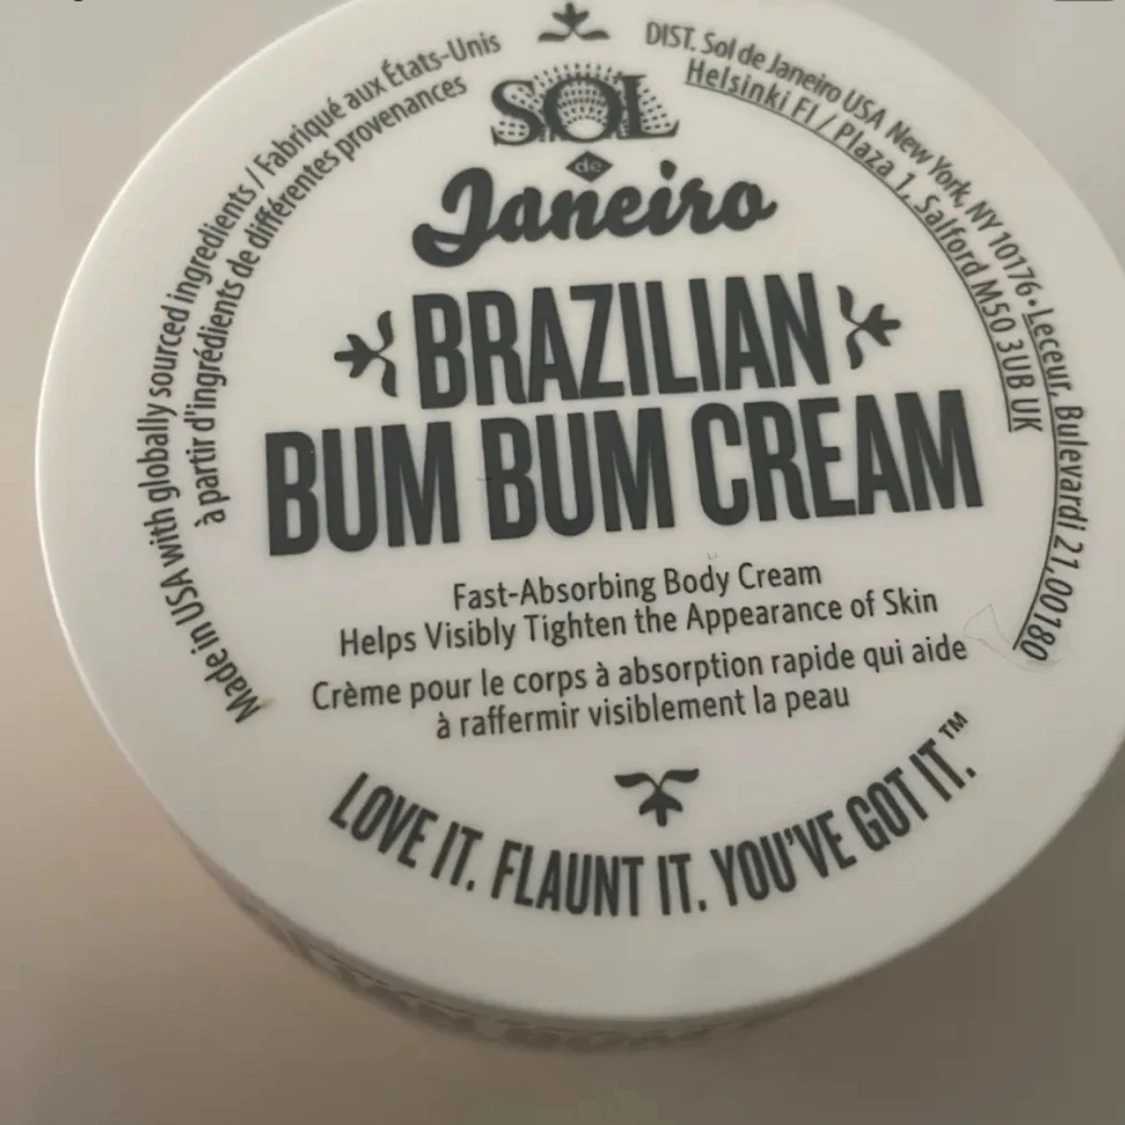 SOL
de
Janeiro
BRAZILIAN
BUM BUM CREAM
Fast-Absorbing Body Cream
Helps Visibly Tighten the Appearance of Skin
Crème pour le corps à absorption rapide qui aide
à raffermir visiblement la peau
LOVE IT. FLAUNT IT. YOU'VE GOT IT.™
Made in USA with globally sourced ingredients / Fabriqué aux États-Unis
à partir d'ingrédients de différentes provenances
DIST. Sol de Janeiro USA New York, NY 10176 • Leceur, Bulevardi 21,00180
Helsinki FI / Plaza 1, Salford M50 3UB UK